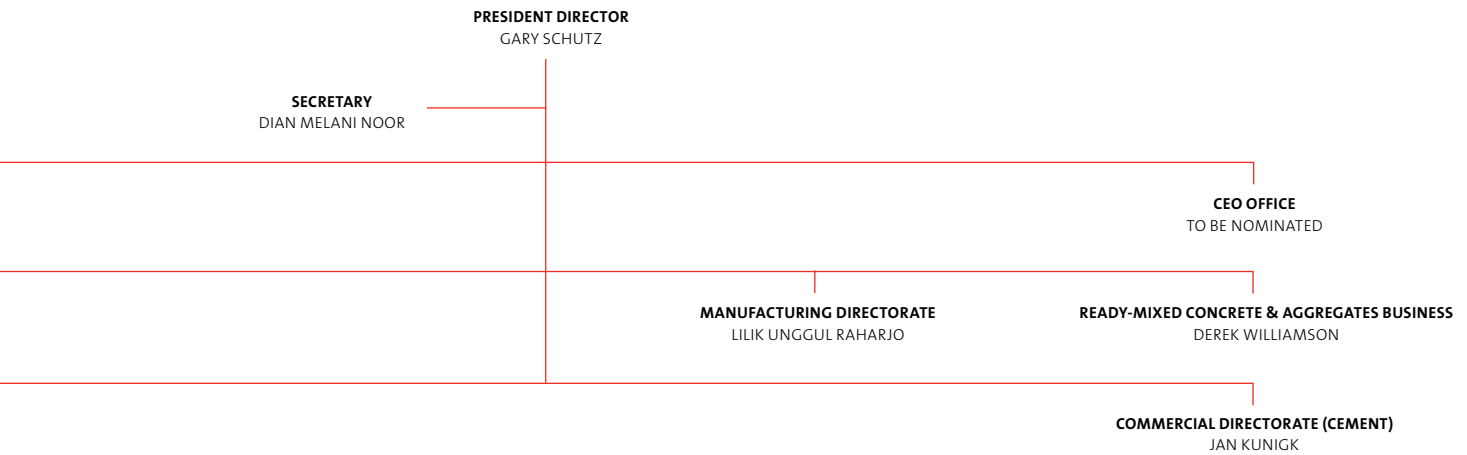 PRESIDENT DIRECTOR
GARY SCHUTZ
SECRETARY
DIAN MELANI NOOR
CEO OFFICE
TO BE NOMINATED
MANUFACTURING DIRECTORATE
LILIK UNGGUL RAHARJO
READY-MIXED CONCRETE & AGGREGATES BUSINESS
DEREK WILLIAMSON
COMMERCIAL DIRECTORATE (CEMENT)
JAN KUNIGK